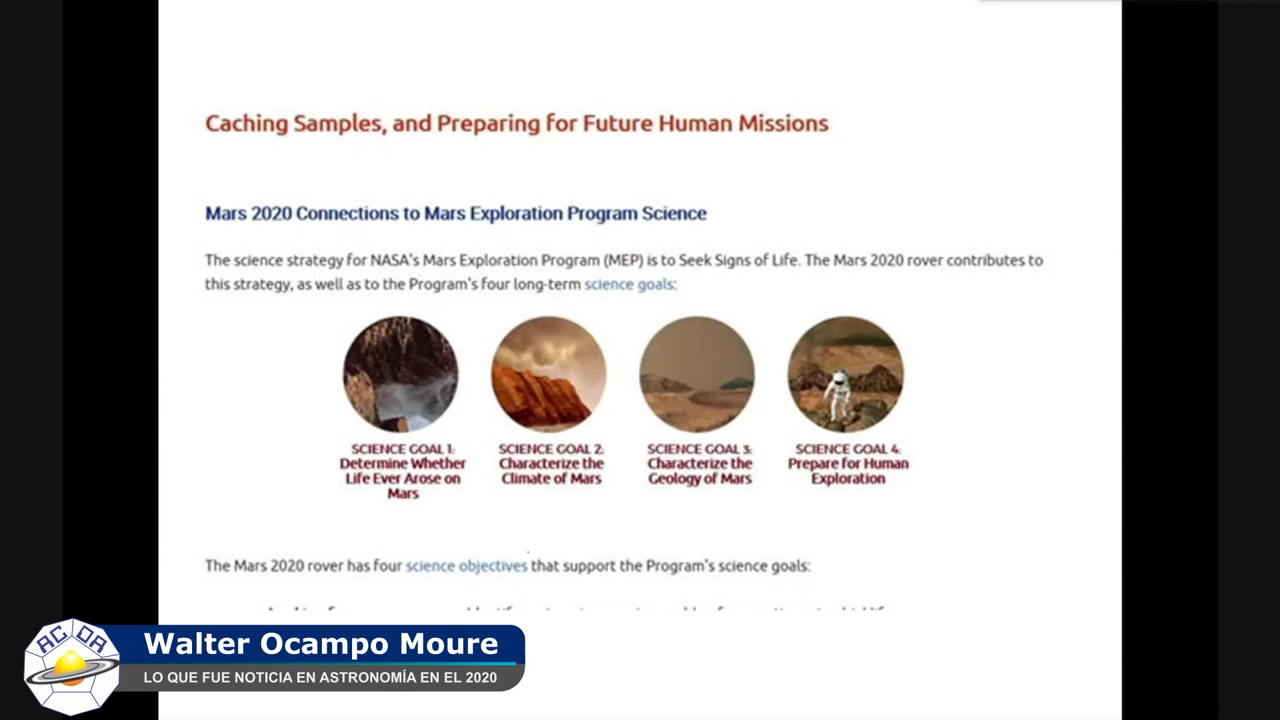 Caching Samples, and Preparing for Future Human Missions
Mars 2020 Connections to Mars Exploration Program Science
The science strategy for NASA's Mars Exploration Program (MEP) is to Seek Signs of Life. The Mars 2020 rover contributes to
this strategy, as well as to the Program's four long-term science goals:
SCIENCE GOAL 1:
Determine Whether
Life Ever Arose on
Mars
SCIENCE GOAL 2:
Characterize the
Climate of Mars
SCIENCE GOAL 3:
Characterize the
Geology of Mars
SCIENCE GOAL 4:
Prepare for Human
Exploration
The Mars 2020 rover has four science objectives that support the Program's science goals:
ACDA
Walter Ocampo Moure
LO QUE FUE NOTICIA EN ASTRONOMÍA EN EL 2020